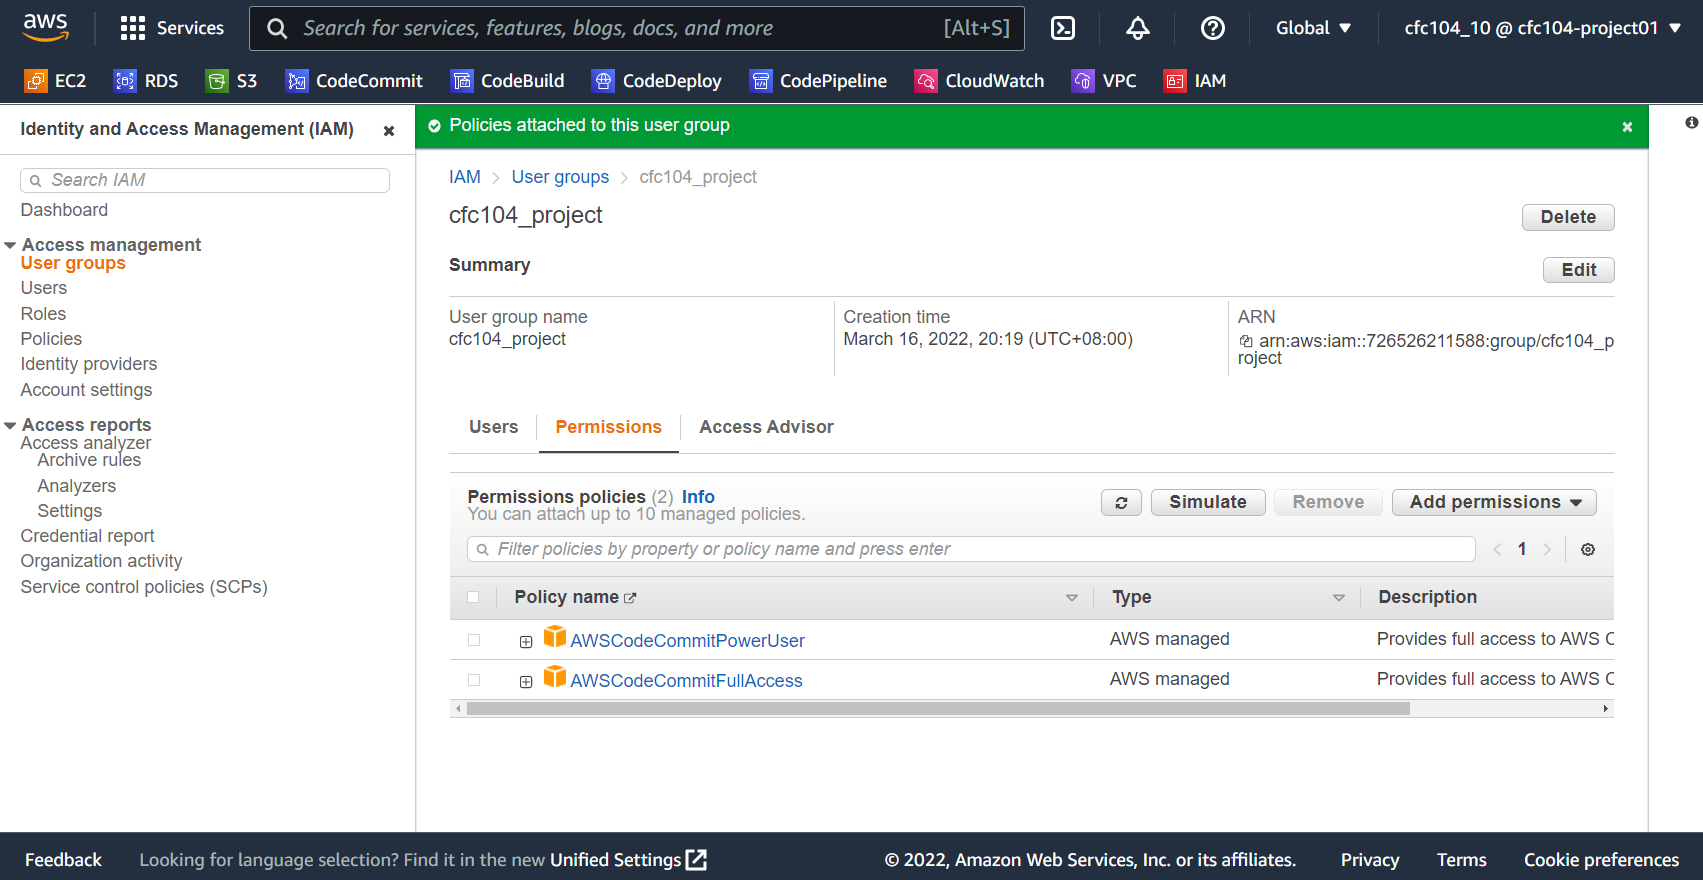 aws
Services
Search for services, features, blogs, docs, and more
[Alt+S]
Global
cfc104_10 @ cfc104-project01
EC2
RDS
S3
CodeCommit
CodeBuild
CodeDeploy
CodePipeline
CloudWatch
VPC
IAM
Identity and Access Management (IAM)
Search IAM
Dashboard
Access management
User groups
Users
Roles
Policies
Identity providers
Account settings
Access reports
Access analyzer
Archive rules
Analyzers
Settings
Credential report
Organization activity
Service control policies (SCPs)
Policies attached to this user group
IAM
User groups
cfc104_project
cfc104_project
Delete
Summary
Edit
User group name
cfc104_project
Creation time
March 16, 2022, 20:19 (UTC+08:00)
ARN
arn:aws:iam::726526211588:group/cfc104_p
roject
Users
Permissions
Access Advisor
Permissions policies (2) Info
You can attach up to 10 managed policies.
Simulate
Remove
Add permissions
Filter policies by property or policy name and press enter
1
Policy name
Type
Description
AWSCodeCommitPowerUser
AWS managed
Provides full access to AWS C
AWSCodeCommitFullAccess
AWS managed
Provides full access to AWS C
Feedback
Looking for language selection? Find it in the new Unified Settings
© 2022, Amazon Web Services, Inc. or its affiliates.
Privacy
Terms
Cookie preferences